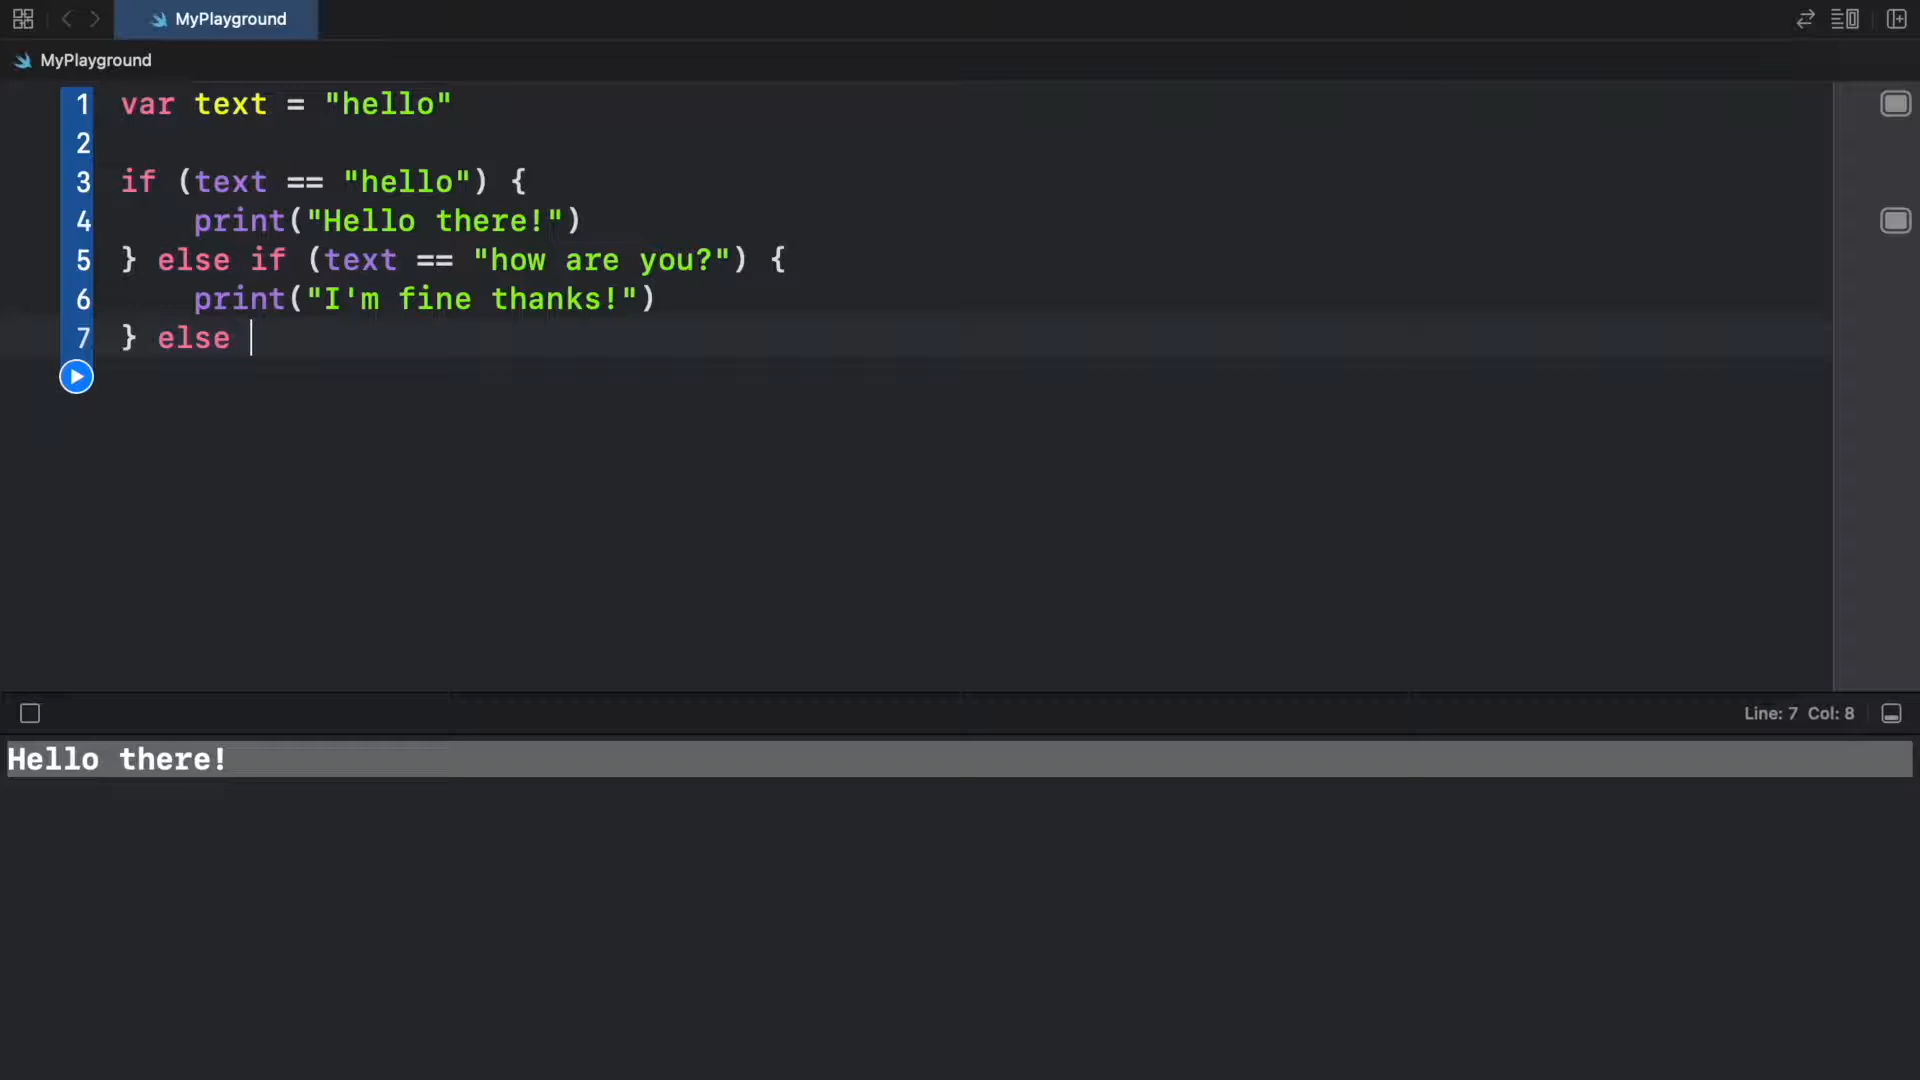 MyPlayground
MyPlayground
1 var text = "hello"
2
3 if (text == "hello") {
4     print("Hello there!")
5 } else if (text == "how are you?") {
6     print("I'm fine thanks!")
7 } else
Line: 7 Col: 8
Hello there!